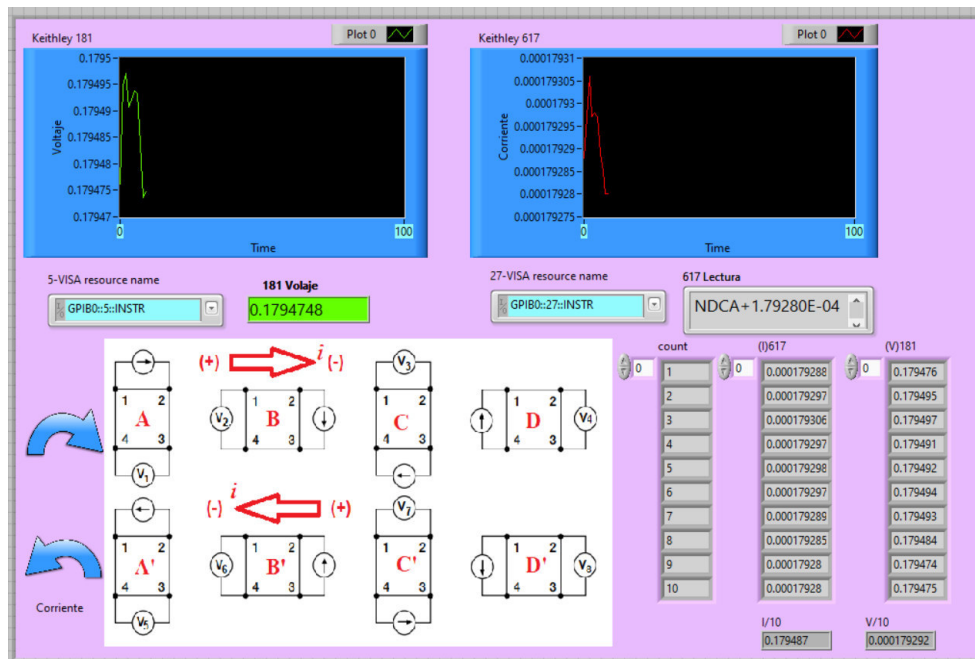 Keithley 181
Plot 0
0.1795
0.179495
0.17949
0.179485
0.17948
0.179475
0.17947
Voltaje
0
100
Time
Keithley 617
Plot 0
0.00017931
0.000179305
0.0001793
0.000179295
0.00017929
0.000179285
0.00017928
0.000179275
Corriente
0
100
Time
5-VISA resource name
GPIB0::5::INSTR
181 Volaje
0.1794748
27-VISA resource name
GPIB0::27::INSTR
617 Lectura
NDCA+1.79280E-04
(+) i (-)
1 2
A
4 3
V1
V2
1 2
B
4 3
V3
1 2
C
4 3
1 2
D
4 3
V4
(-) i (+)
1 2
A'
4 3
V5
V6
1 2
B'
4 3
V7
1 2
C'
4 3
1 2
D'
4 3
V3
Corriente
count (I)617 (V)181
0 0 0
1 0.000179288 0.179476
2 0.000179297 0.179495
3 0.000179306 0.179497
4 0.000179297 0.179491
5 0.000179298 0.179492
6 0.000179297 0.179494
7 0.000179289 0.179493
8 0.000179285 0.179484
9 0.00017928 0.179474
10 0.00017928 0.179475
I/10 V/10
0.179487 0.000179292